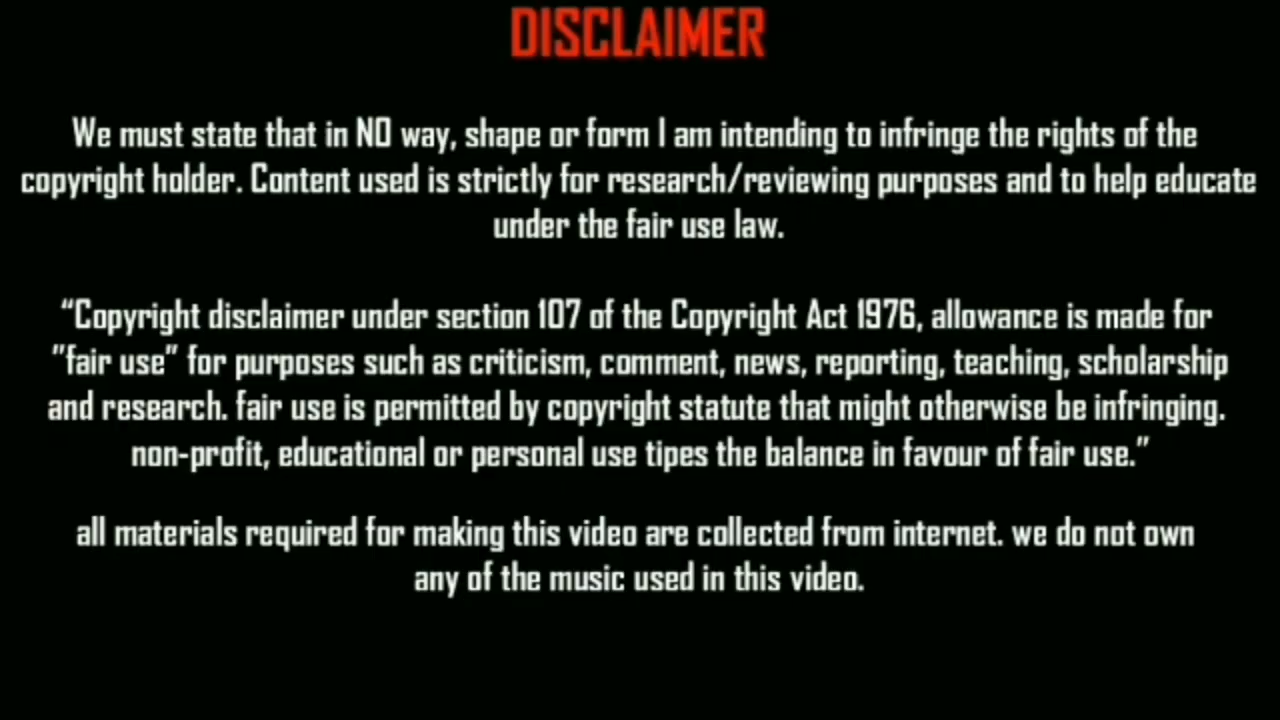 DISCLAIMER
We must state that in NO way, shape or form I am intending to infringe the rights of the
copyright holder. Content used is strictly for research/reviewing purposes and to help educate
under the fair use law.
“Copyright disclaimer under section 107 of the Copyright Act 1976, allowance is made for
”fair use” for purposes such as criticism, comment, news, reporting, teaching, scholarship
and research. fair use is permitted by copyright statute that might otherwise be infringing.
non-profit, educational or personal use tipes the balance in favour of fair use.”
all materials required for making this video are collected from internet. we do not own
any of the music used in this video.